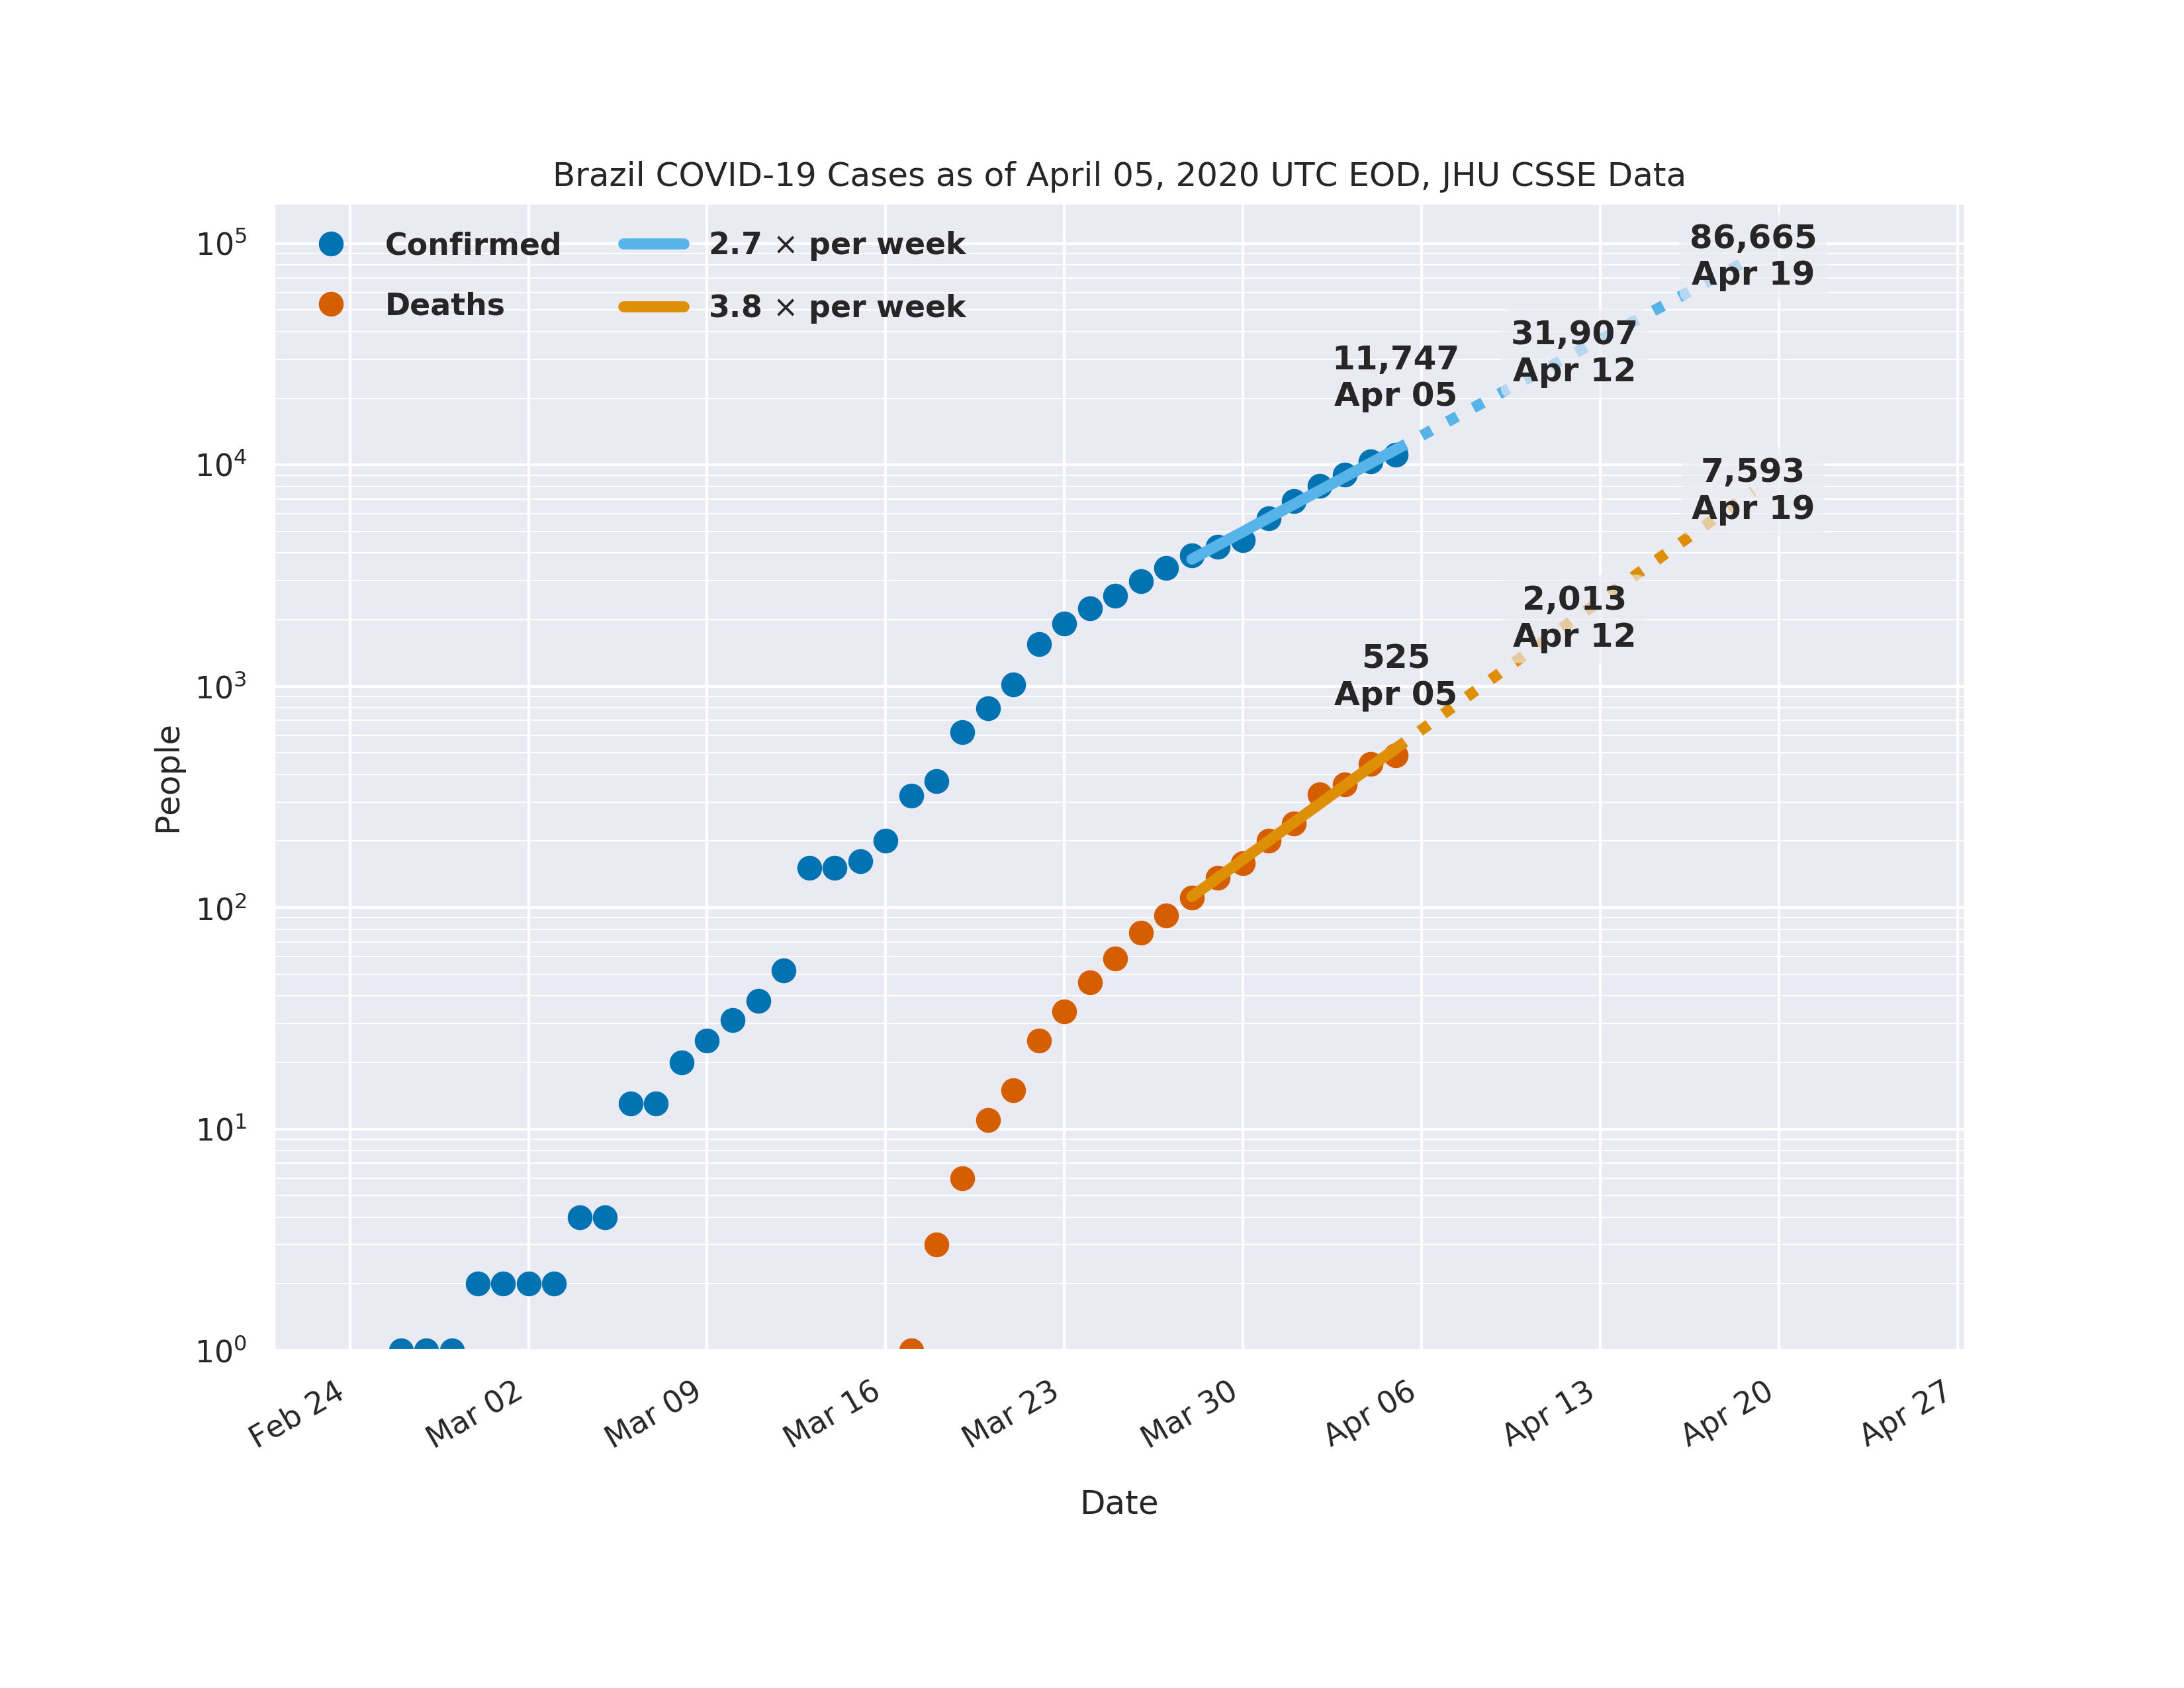 Brazil COVID-19 Cases as of April 05, 2020 UTC EOD, JHU CSSE Data
Confirmed
Deaths
2.7 × per week
3.8 × per week
86,665
Apr 19
31,907
Apr 12
11,747
Apr 05
7,593
Apr 19
2,013
Apr 12
525
Apr 05
10⁵
10⁴
10³
10²
10¹
10⁰
People
Feb 24
Mar 02
Mar 09
Mar 16
Mar 23
Mar 30
Apr 06
Apr 13
Apr 20
Apr 27
Date